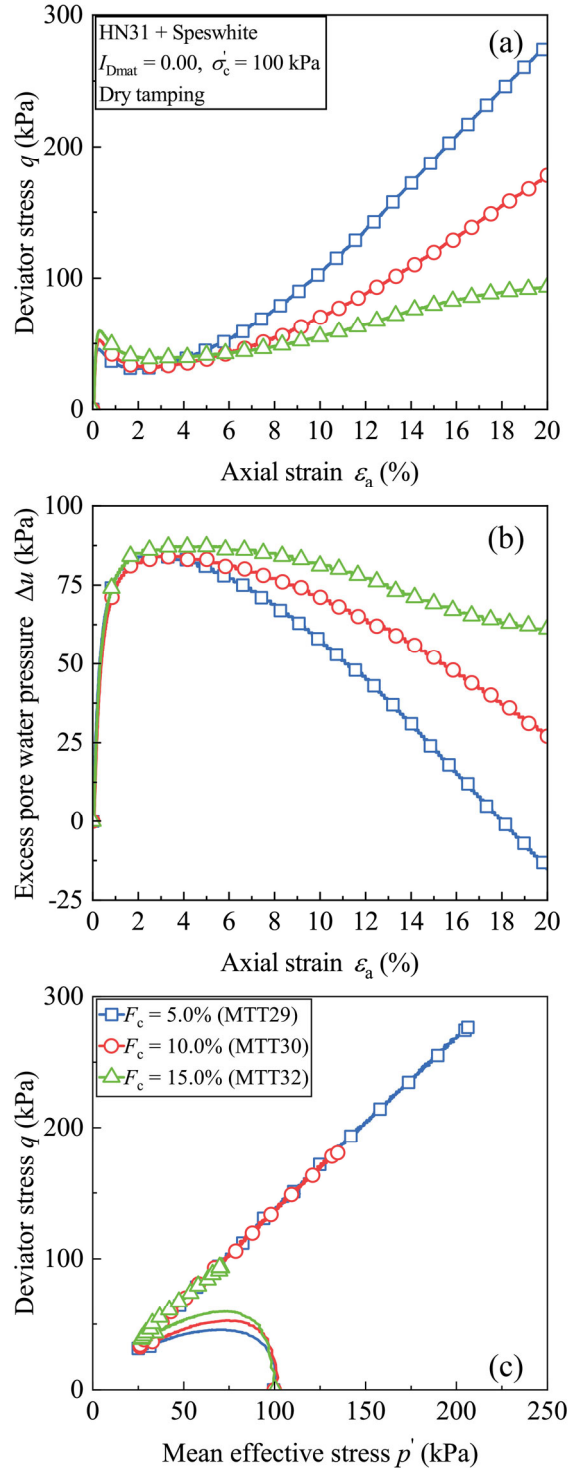 HN31 + Speswhite
I_Dmat = 0.00, σ'_c = 100 kPa
Dry tamping
(a)
300
200
100
0
Deviator stress q (kPa)
0 2 4 6 8 10 12 14 16 18 20
Axial strain ε_a (%)
(b)
100
75
50
25
0
-25
Excess pore water pressure Δu (kPa)
0 2 4 6 8 10 12 14 16 18 20
Axial strain ε_a (%)
F_c = 5.0% (MTT29)
F_c = 10.0% (MTT30)
F_c = 15.0% (MTT32)
(c)
300
200
100
0
Deviator stress q (kPa)
0 50 100 150 200 250
Mean effective stress p' (kPa)